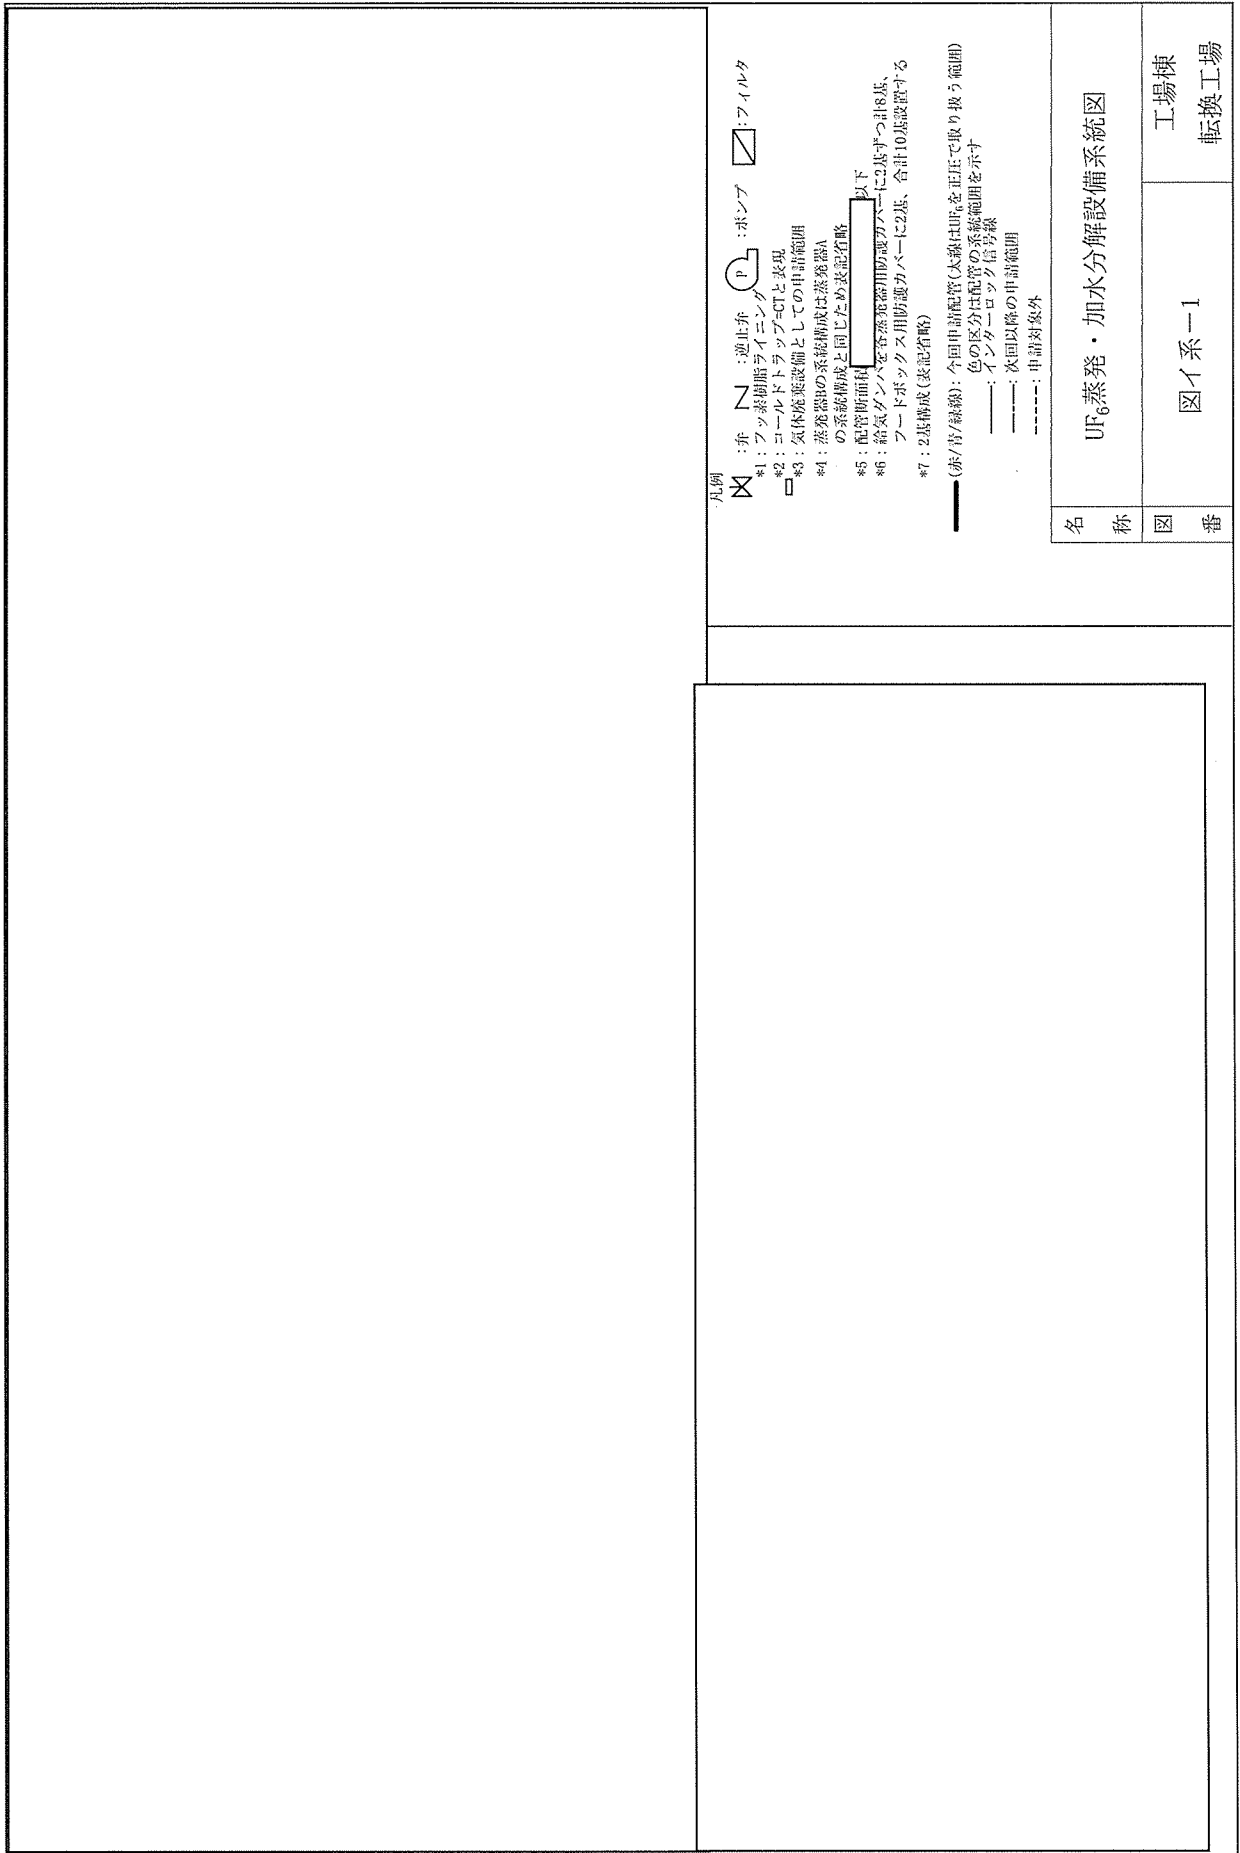 凡例
:弁 :逆止弁 P :ポンプ :フィルタ
*1:フッ素樹脂ライニング
*2:コールドトラップ=CTと表現
*3:気体廃棄設備としての申請範囲
*4:蒸発器Bの系統構成は蒸発器A
の系統構成と同じため表記省略
*5:配管断面積 以下
*6:給気ダンパを各蒸発器用防護カバーに2基ずつ計8基、
フードボックス用防護カバーに2基、合計10基設置する
*7:2基構成(表記省略)
(赤/青/緑線):今回申請配管(太線はUF6を正圧で取り扱う範囲)
色の区分は配管の系統範囲を示す
:インターロック信号線
:次回以降の申請範囲
:申請対象外
名称
UF6蒸発・加水分解設備系統図
図番
図イ系-1
工場棟
転換工場